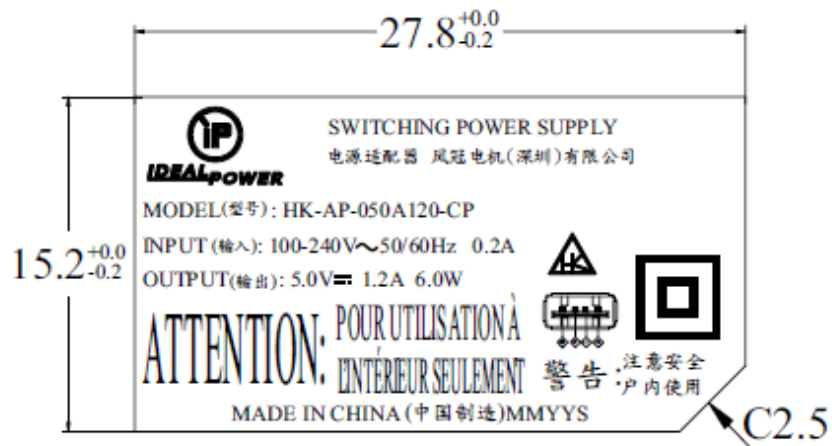 27.8 +0.0 -0.2
15.2 +0.0 -0.2
iP
IDEALPOWER
SWITCHING POWER SUPPLY
电源适配器 风冠电机(深圳)有限公司
MODEL(型号): HK-AP-050A120-CP
INPUT(输入): 100-240V～50/60Hz 0.2A
OUTPUT(输出): 5.0V⎓ 1.2A 6.0W
HK
ATTENTION: POUR UTILISATION À
L'INTÉRIEUR SEULEMENT
警告:注意安全
户内使用
MADE IN CHINA(中国制造)MMYYS
C2.5